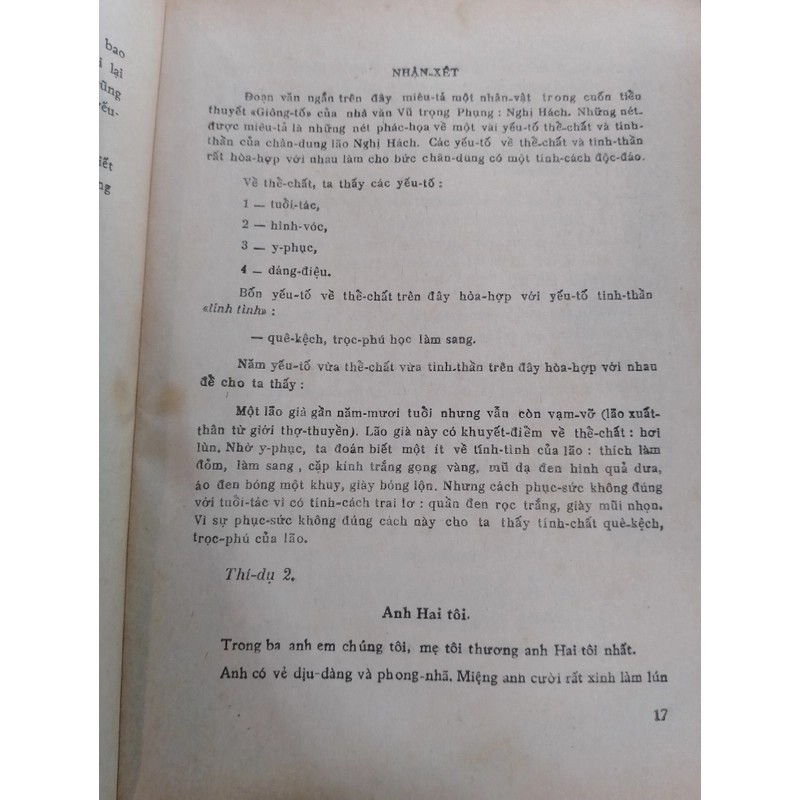 bao
lại
ũng
yếu-
iết
ng
NHẬN-XÉT
Đoạn văn ngắn trên đây miêu-tả một nhân-vật trong cuốn tiểu
thuyết «Giông-tố» của nhà văn Vũ trọng Phụng : Nghị Hách. Những nét
được miêu-tả là những nét phác-họa về một vài yếu-tố thể-chất và tinh-
thần của chân-dung lão Nghị Hách. Các yếu-tố về thể-chất và tinh-thần
rất hòa-hợp với nhau làm cho bức chân-dung có một tính-cách độc-đáo.
Về thể-chất, ta thấy các yếu-tố :
1 — tuổi-tác,
2 — hình-vóc,
3 — y-phục,
4 — dáng-điệu.
Bốn yếu-tố về thể-chất trên đây hòa-hợp với yếu-tố tinh-thần
«tính tình» :
— quê-kệch, trọc-phú học làm sang.
Năm yếu-tố vừa thể-chất vừa tinh-thần trên đây hòa-hợp với nhau
để cho ta thấy :
Một lão già gần năm-mươi tuổi nhưng vẫn còn vạm-vỡ (lão xuất-
thân từ giới thợ-thuyền). Lão già này có khuyết-điểm về thể-chất : hơi
lùn. Nhờ y-phục, ta đoán biết một ít về tính-tình của lão : thích làm
đỏm, làm sang , cặp kính trắng gọng vàng, mũ dạ đen hình quả dưa,
áo đen bóng một khuy, giày bóng lộn. Nhưng cách phục-sức không đúng
với tuổi-tác vì có tính-cách trai lơ : quần đen rọc trắng, giày mũi nhọn.
Vì sự phục-sức không đúng cách này cho ta thấy tính-chất quê-kệch,
trọc-phú của lão.
Thí-dụ 2.
Anh Hai tôi.
Trong ba anh em chúng tôi, mẹ tôi thương anh Hai tôi nhất.
Anh có vẻ dịu-dàng và phong-nhã. Miệng anh cười rất xinh làm lún
17